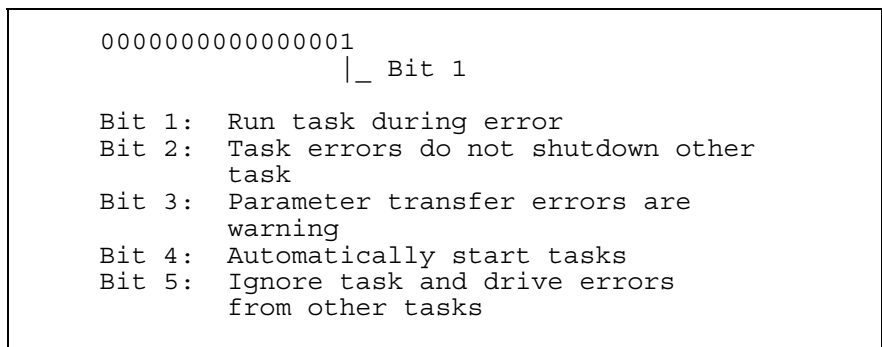 0000000000000001
|_ Bit 1
Bit 1: Run task during error
Bit 2: Task errors do not shutdown other
task
Bit 3: Parameter transfer errors are
warning
Bit 4: Automatically start tasks
Bit 5: Ignore task and drive errors
from other tasks